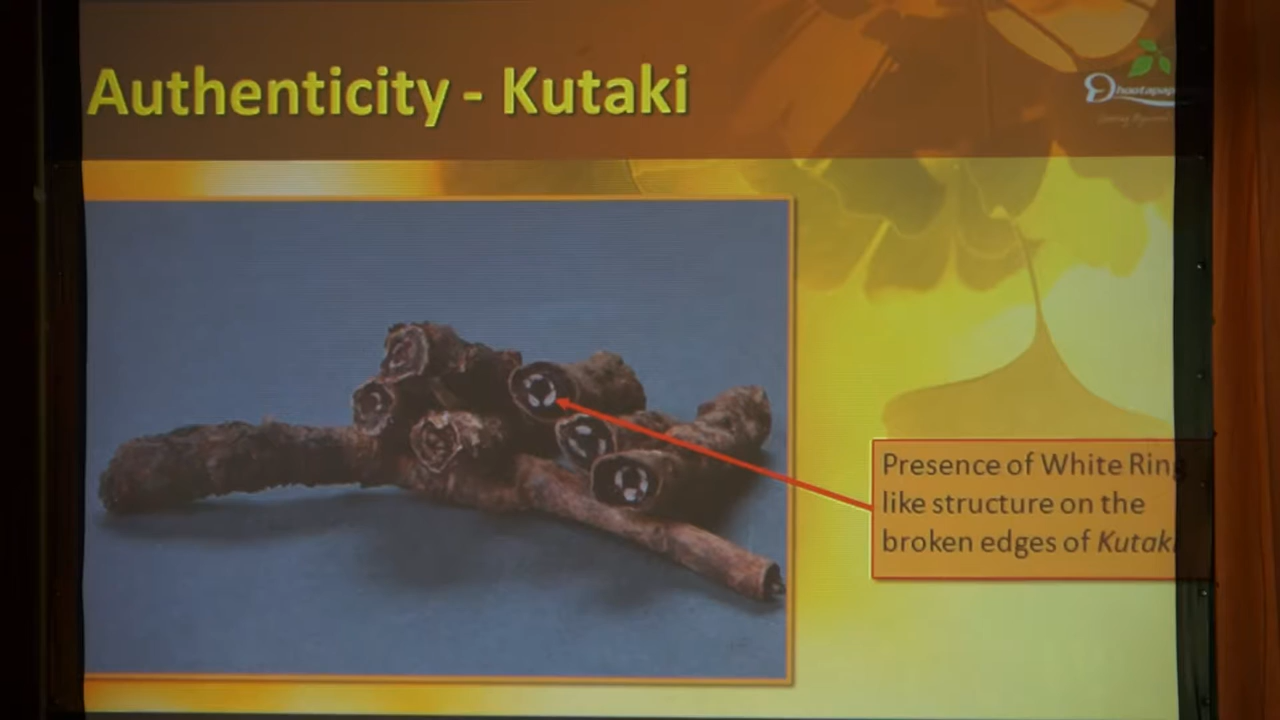 Authenticity - Kutaki
Presence of White Ring
like structure on the
broken edges of Kutaki